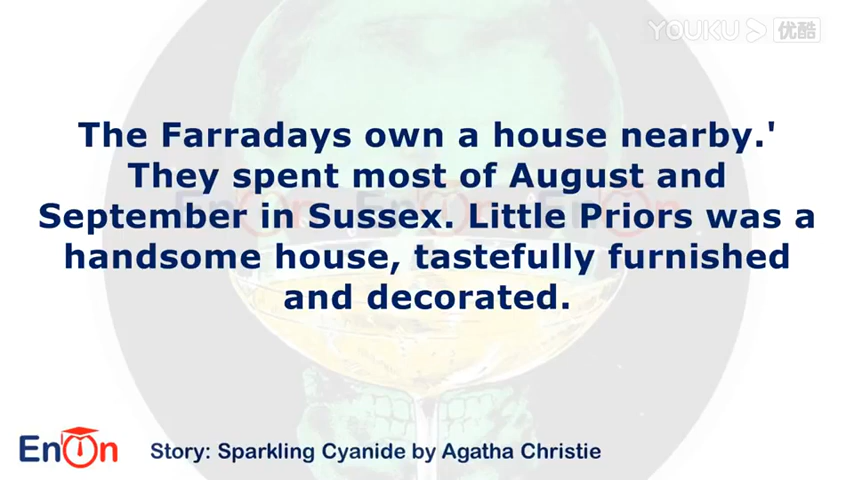 YOUKU 优酷
The Farradays own a house nearby.'
They spent most of August and
September in Sussex. Little Priors was a
handsome house, tastefully furnished
and decorated.
EnOn
Story: Sparkling Cyanide by Agatha Christie